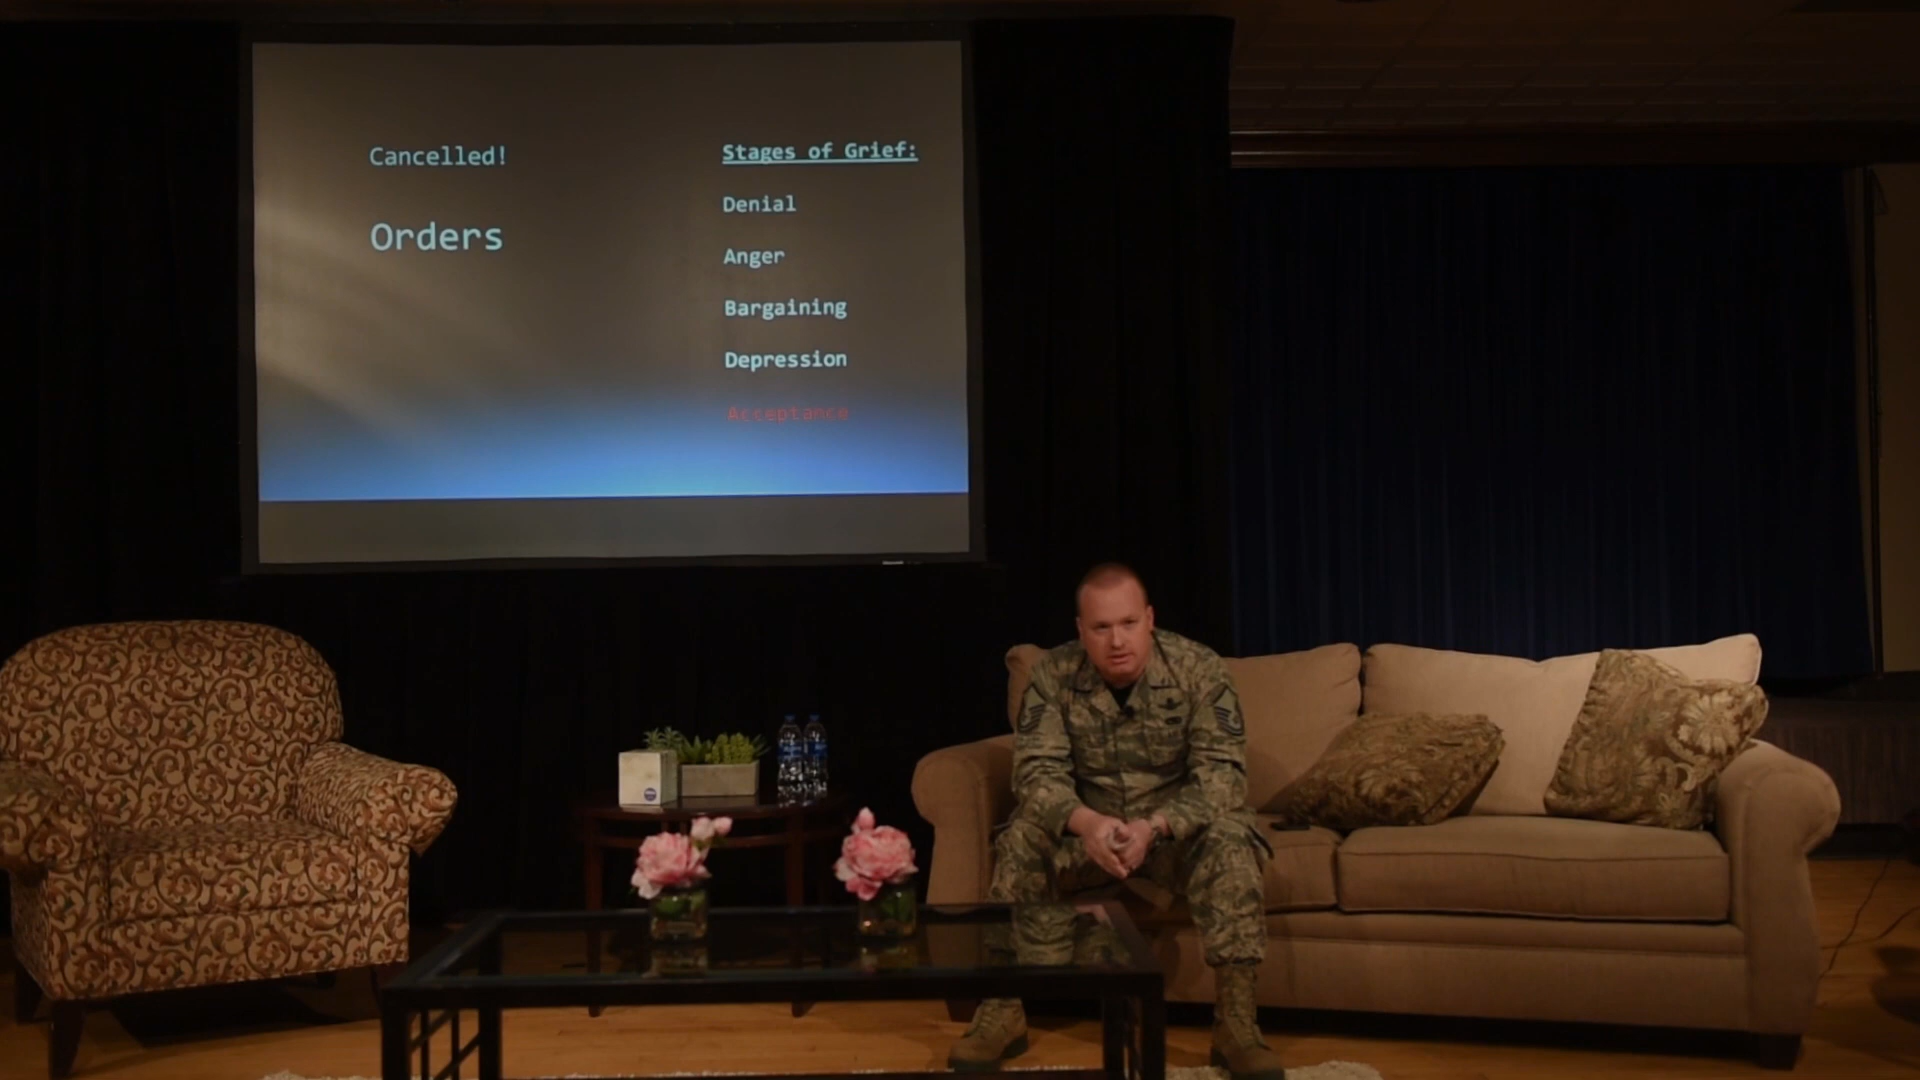 Cancelled!
Orders
Stages of Grief:
Denial
Anger
Bargaining
Depression
Acceptance